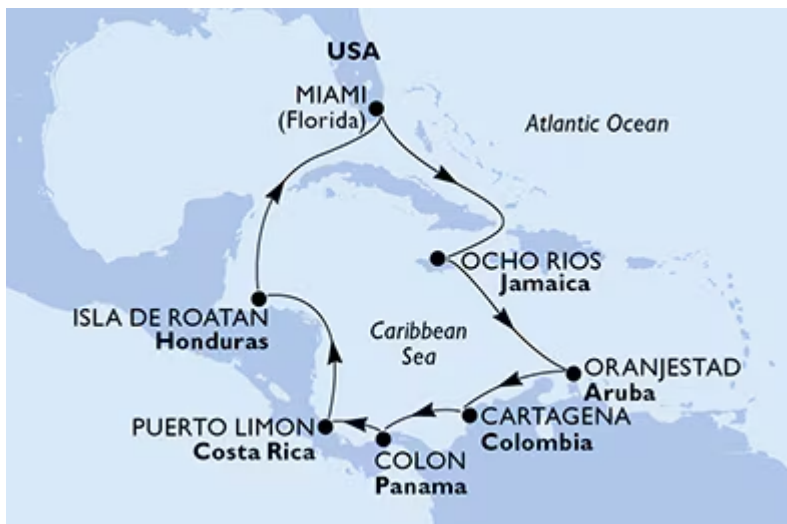 USA
MIAMI
(Florida)
Atlantic Ocean
OCHO RIOS
Jamaica
ISLA DE ROATAN
Honduras
Caribbean
Sea
ORANJESTAD
Aruba
CARTAGENA
Colombia
PUERTO LIMON
Costa Rica
COLON
Panama